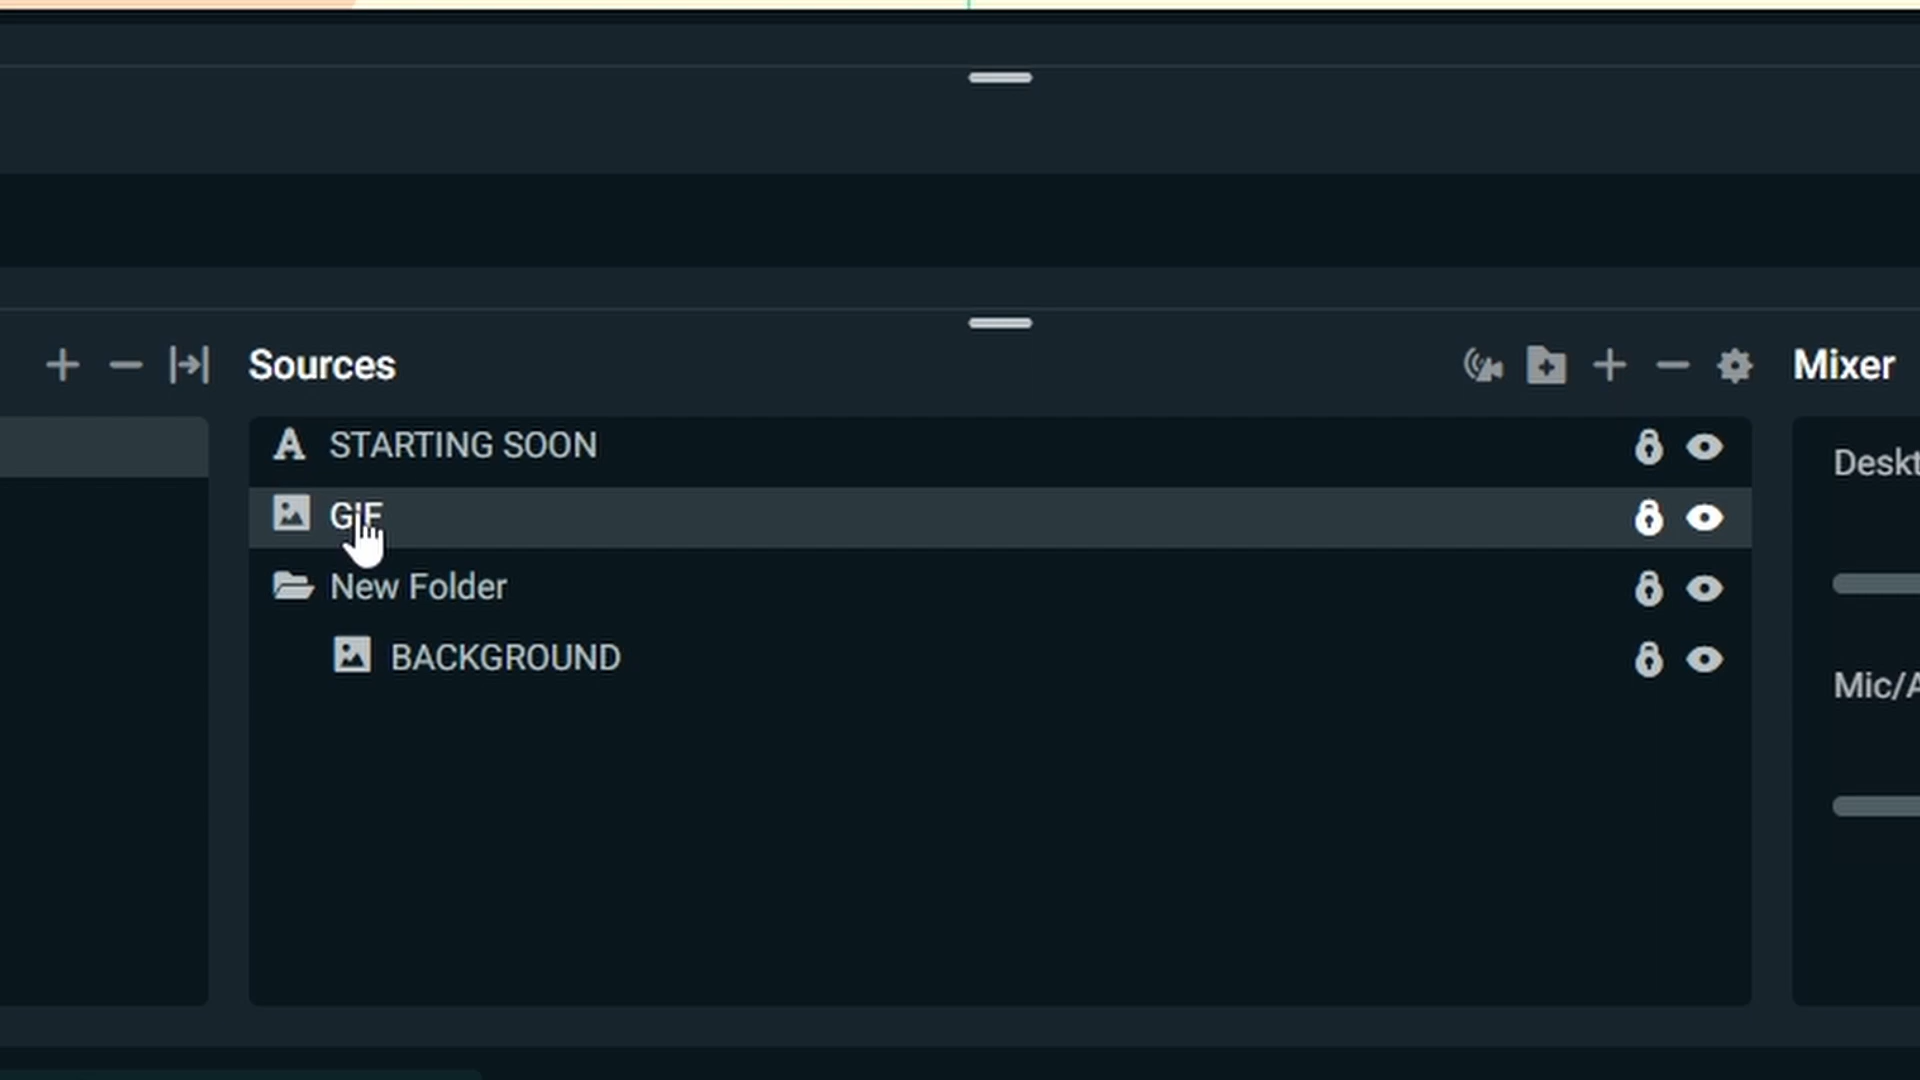 Sources
Mixer
STARTING SOON
GIF
New Folder
BACKGROUND
Deskt
Mic/A